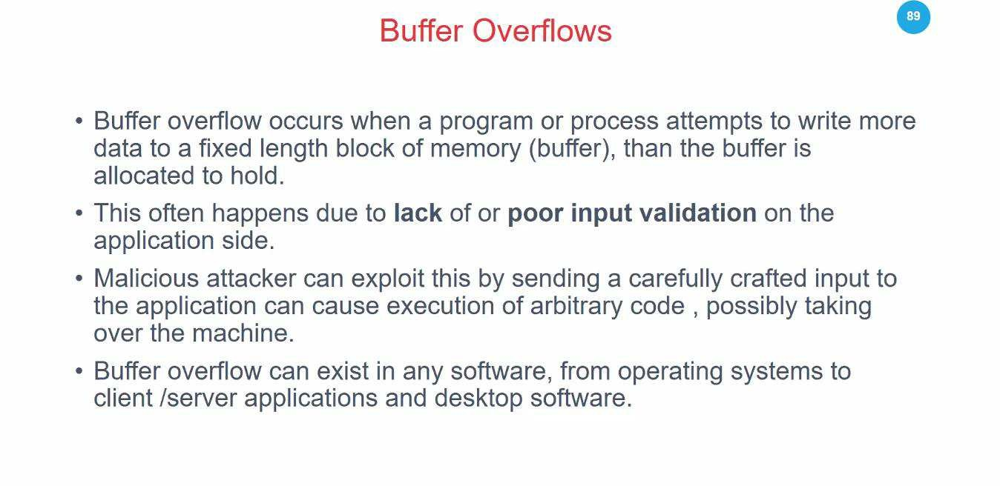 Buffer Overflows
89
• Buffer overflow occurs when a program or process attempts to write more
data to a fixed length block of memory (buffer), than the buffer is
allocated to hold.
• This often happens due to lack of or poor input validation on the
application side.
• Malicious attacker can exploit this by sending a carefully crafted input to
the application can cause execution of arbitrary code , possibly taking
over the machine.
• Buffer overflow can exist in any software, from operating systems to
client /server applications and desktop software.